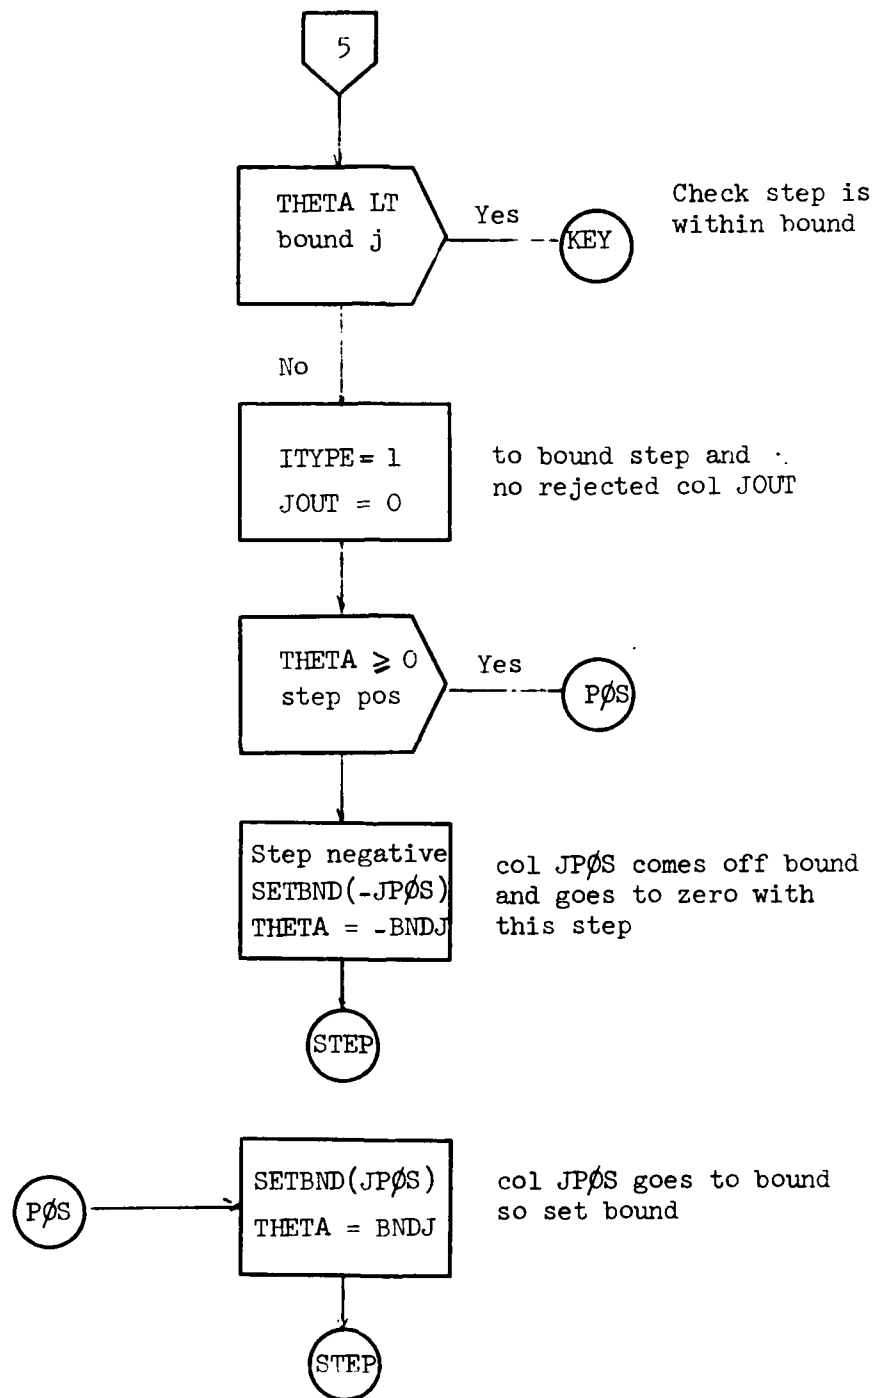 5
THETA LT
bound j
Yes
KEY
Check step is
within bound
No
ITYPE = 1
JOUT = 0
to bound step and
no rejected col JOUT
THETA ⩾ 0
step pos
Yes
PØS
Step negative
SETBND(-JPØS)
THETA = -BNDJ
col JPØS comes off bound
and goes to zero with
this step
STEP
PØS
SETBND(JPØS)
THETA = BNDJ
col JPØS goes to bound
so set bound
STEP